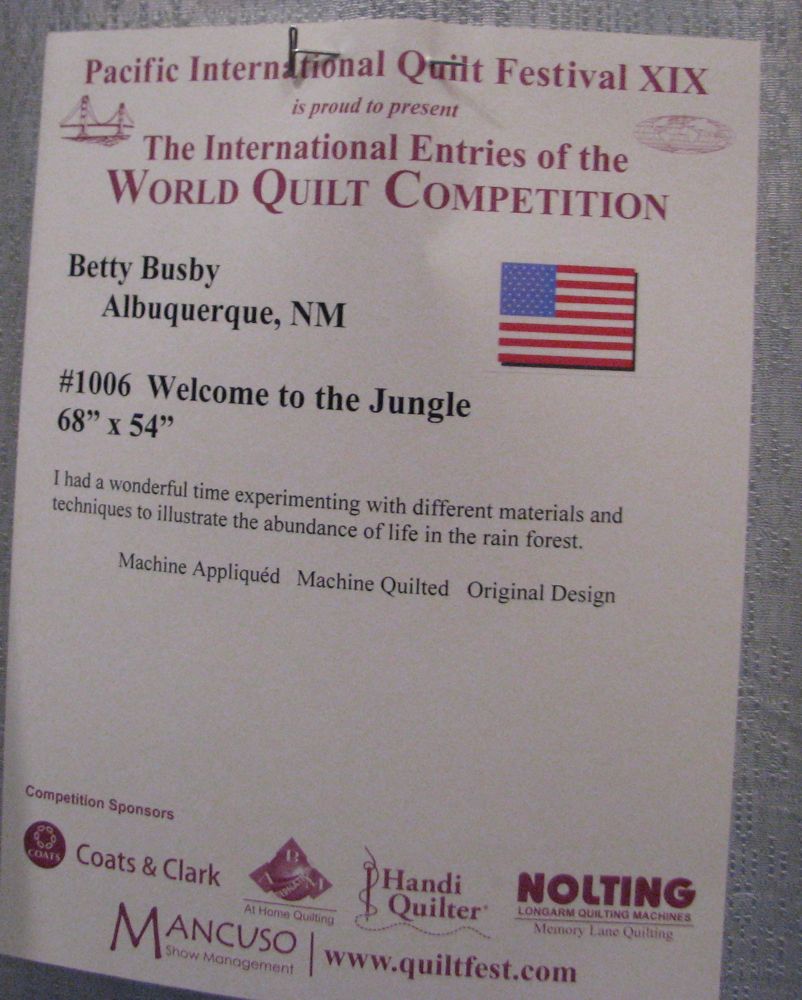 Pacific International Quilt Festival XIX
is proud to present
The International Entries of the
WORLD QUILT COMPETITION
Betty Busby
Albuquerque, NM
#1006 Welcome to the Jungle
68” x 54”
I had a wonderful time experimenting with different materials and
techniques to illustrate the abundance of life in the rain forest.
Machine Appliquéd Machine Quilted Original Design
Competition Sponsors
COATS
Coats & Clark
At Home Quilting
Handi
Quilter
NOLTING
LONGARM QUILTING MACHINES
Memory Lane Quilting
MANCUSO
Show Management
www.quiltfest.com